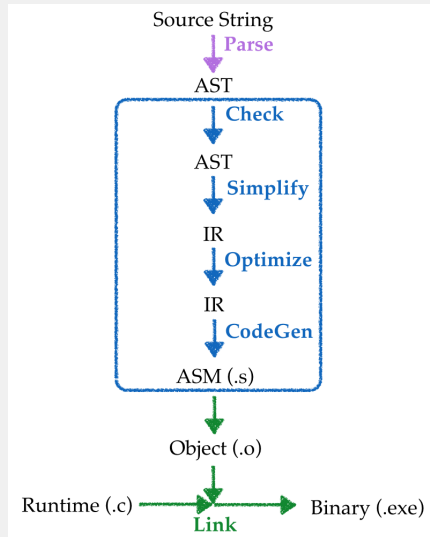 Source String
Parse
AST
Check
AST
Simplify
IR
Optimize
IR
CodeGen
ASM (.s)
Object (.o)
Runtime (.c)
Binary (.exe)
Link